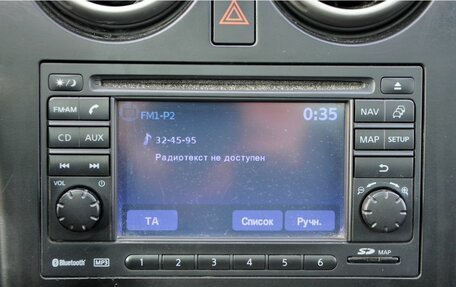 FM1-P2 0:35
32-45-95
Радиотекст не доступен
TA Список Ручн.
FM-AM
CD AUX
VOL
NAV
MAP SETUP
Bluetooth MP3
1 2 3 4 5 6
SD MAP